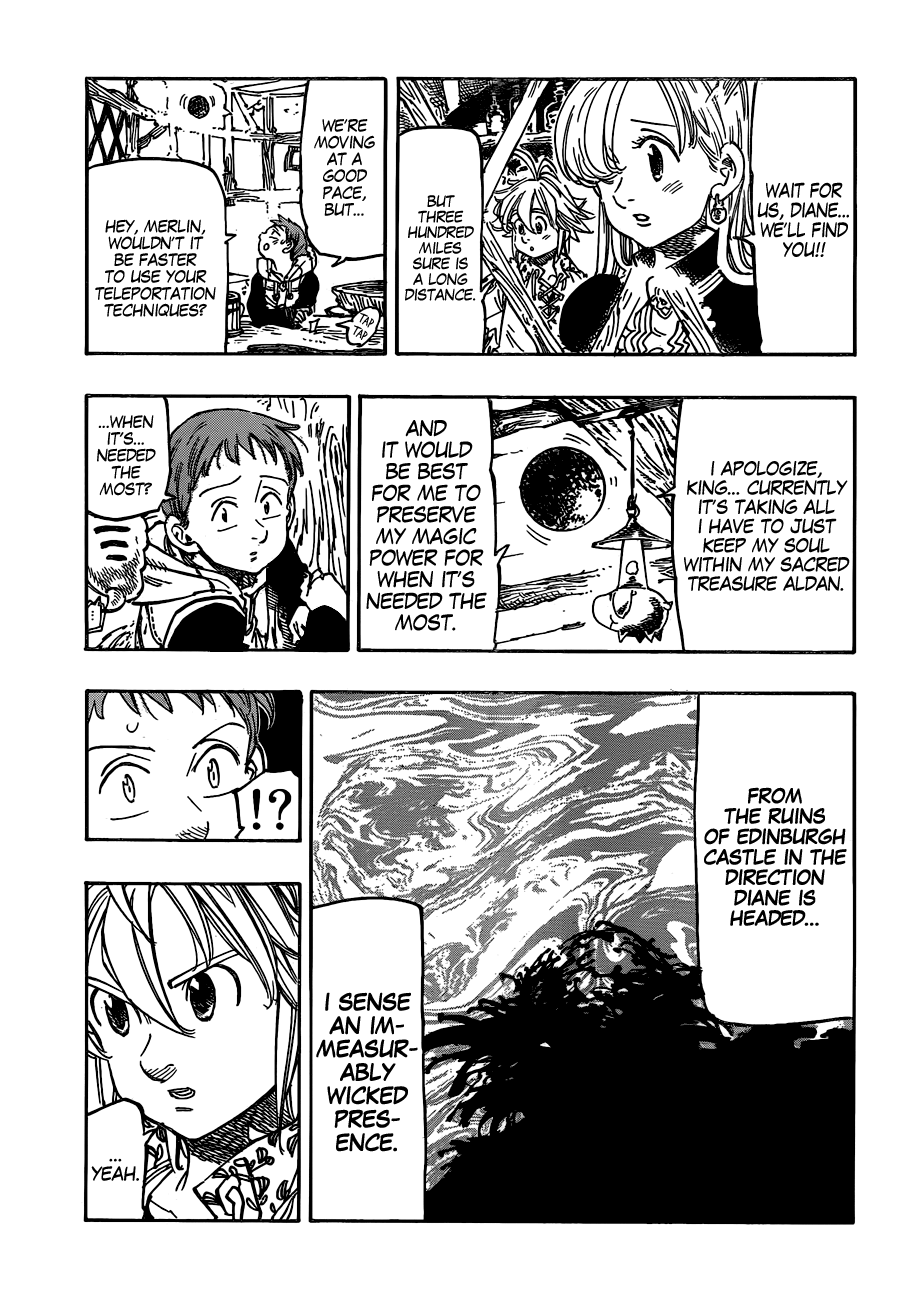 WAIT FOR
US, DIANE...
WE'LL FIND
YOU!!
BUT
THREE
HUNDRED
MILES
SURE IS
A LONG
DISTANCE.
WE'RE
MOVING
AT A
GOOD
PACE,
BUT...
HEY, MERLIN,
WOULDN'T IT
BE FASTER
TO USE YOUR
TELEPORTATION
TECHNIQUES?
TAP
TAP
I APOLOGIZE,
KING... CURRENTLY
IT'S TAKING ALL
I HAVE TO JUST
KEEP MY SOUL
WITHIN MY SACRED
TREASURE ALDAN.
AND
IT WOULD
BE BEST
FOR ME TO
PRESERVE
MY MAGIC
POWER FOR
WHEN IT'S
NEEDED THE
MOST.
...WHEN
IT'S...
NEEDED
THE
MOST?
FROM
THE RUINS
OF EDINBURGH
CASTLE IN THE
DIRECTION
DIANE IS
HEADED...
I SENSE
AN IM-
MEASUR-
ABLY
WICKED
PRES-
ENCE.
!?
...
YEAH.